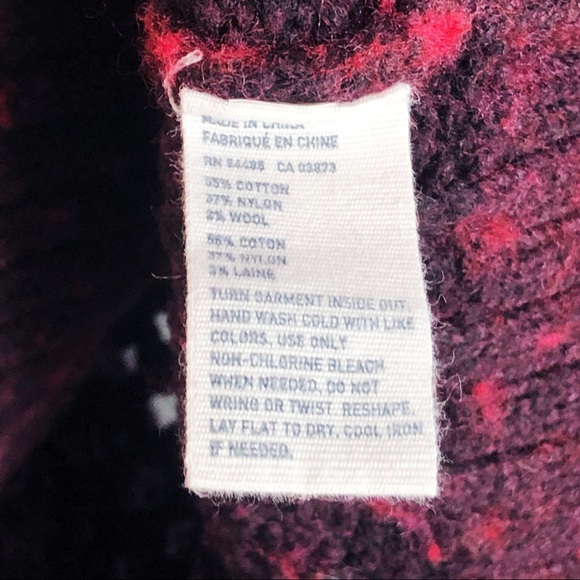 MADE IN CHINA
FABRIQUÉ EN CHINE
RN 54485 CA 03873
55% COTTON
37% NYLON
8% WOOL
55% COTON
37% NYLON
8% LAINE
TURN GARMENT INSIDE OUT,
HAND WASH COLD WITH LIKE
COLORS, USE ONLY
NON-CHLORINE BLEACH
WHEN NEEDED, DO NOT
WRING OR TWIST. RESHAPE,
LAY FLAT TO DRY, COOL IRON
IF NEEDED.